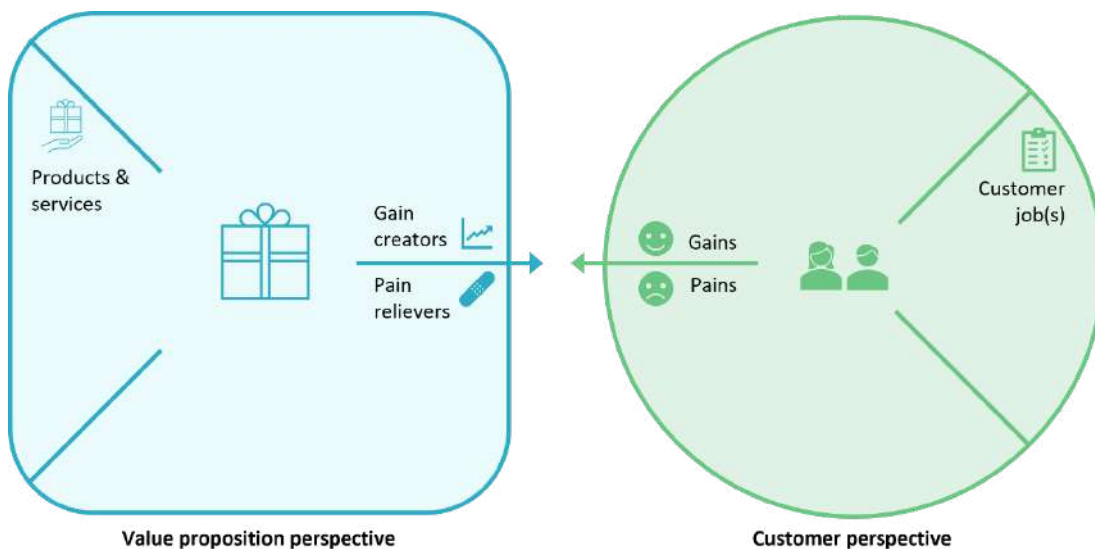 Products &
services
Gain
creators
Pain
relievers
Gains
Pains
Customer
job(s)
Value proposition perspective
Customer perspective